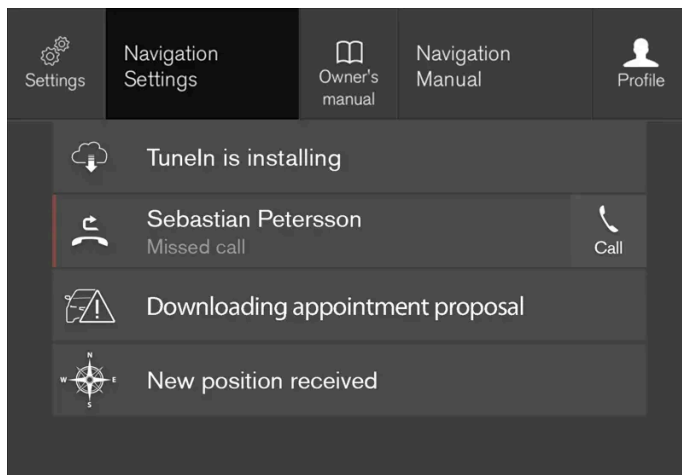 Settings
Navigation
Settings
Owner's
manual
Navigation
Manual
Profile
TuneIn is installing
Sebastian Petersson
Missed call
Call
Downloading appointment proposal
N
W
E
S
New position received